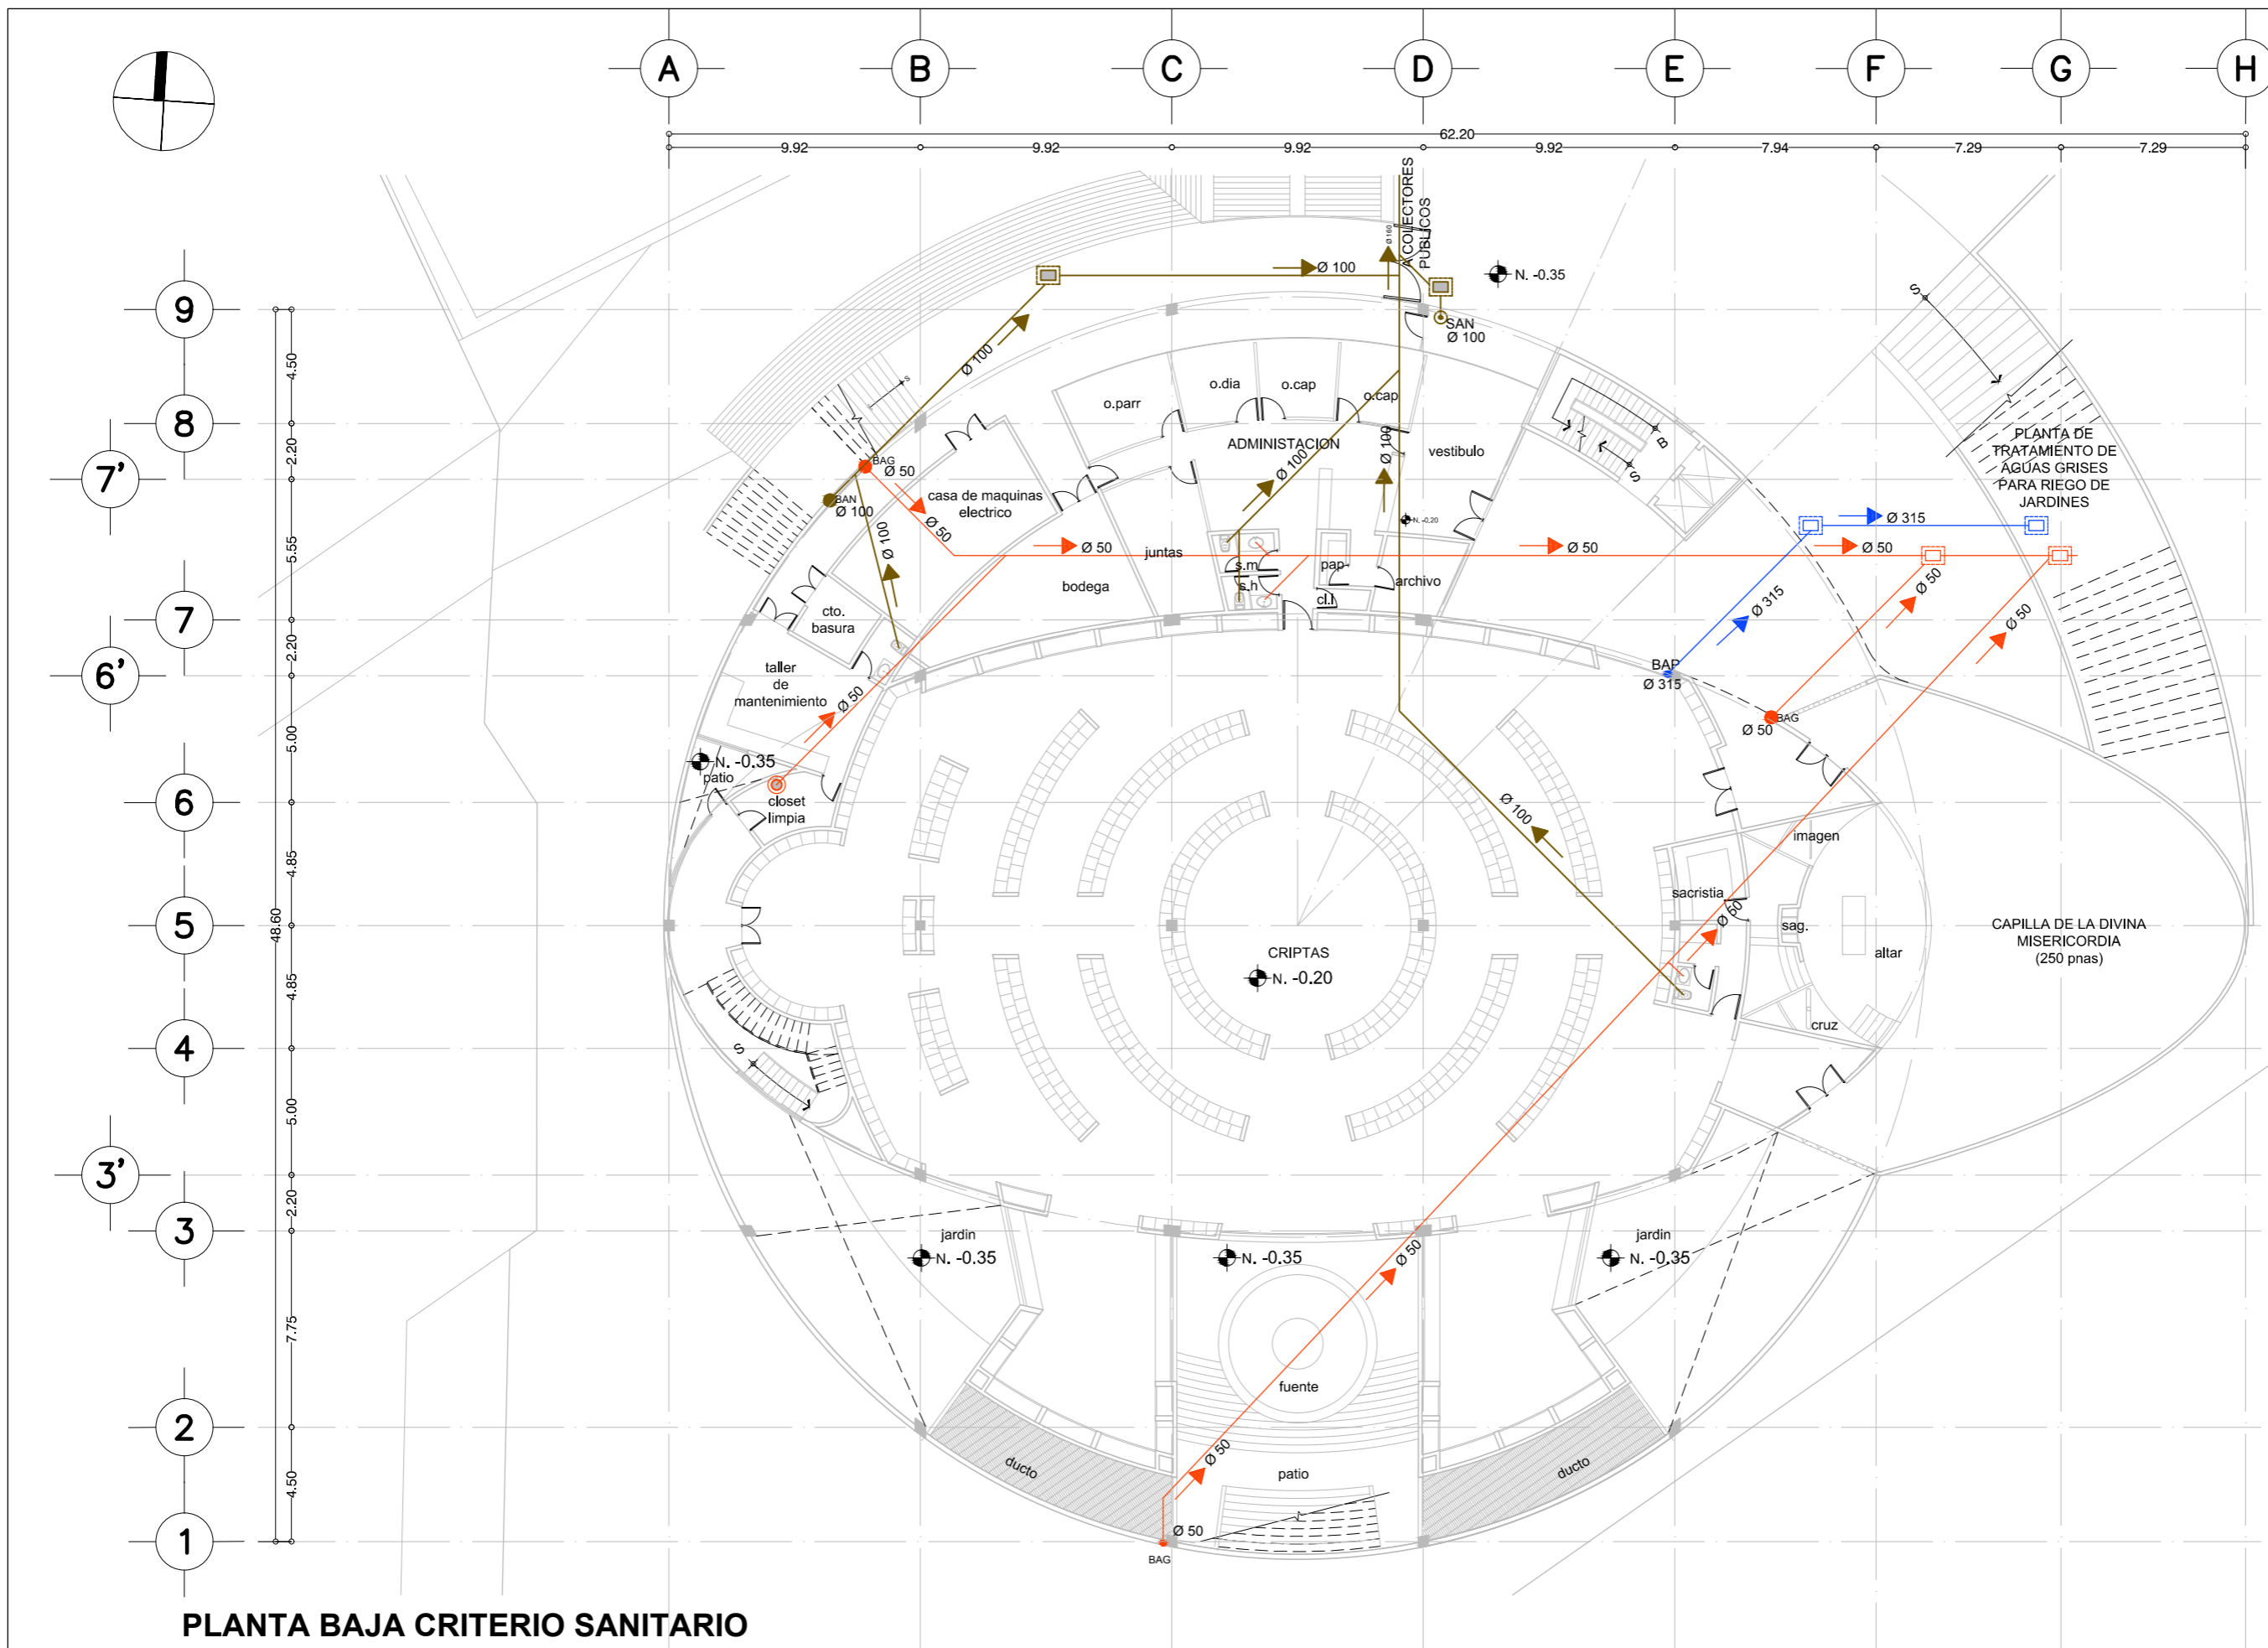 A
B
C
D
E
F
G
H
62.20
9.92
9.92
9.92
9.92
7.94
7.29
7.29
A COLECTORES
PUBLICOS
Ø 160
Ø 100
N. -0.35
SAN
Ø 100
9
8
7’
7
6’
6
5
4
3’
3
2
1
48.60
4.50
2.20
5.55
2.20
5.00
4.85
4.85
5.00
2.20
7.75
4.50
Ø 100
S
S
o.parr
o.dia
o.cap
o.cap
ADMINISTACION
vestibulo
B
S
PLANTA DE
TRATAMIENTO DE
AGUAS GRISES
PARA RIEGO DE
JARDINES
BAG
Ø 50
BAN
Ø 100
casa de maquinas
electrico
Ø 50
Ø 100
Ø 100
Ø 100
N. -0,20
Ø 315
Ø 50
Ø 50
Ø 50
juntas
s.m
s.h
pap
cl.l
archivo
bodega
cto.
basura
Ø 315
Ø 50
Ø 50
taller
de
mantenimiento
Ø 50
BAP
Ø 315
BAG
Ø 50
N. -0.35
patio
closet
limpia
Ø 100
imagen
sacristia
Ø 50
sag.
altar
cruz
CAPILLA DE LA DIVINA
MISERICORDIA
(250 pnas)
CRIPTAS
N. -0.20
S
jardin
N. -0.35
N. -0.35
Ø 50
jardin
N. -0.35
fuente
ducto
Ø 50
patio
ducto
Ø 50
BAG
PLANTA BAJA CRITERIO SANITARIO